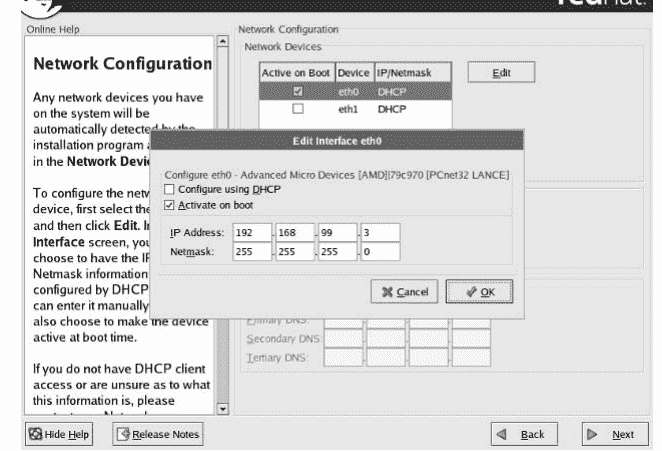 redhat.
Online Help
Network Configuration
Any network devices you have
on the system will be
automatically detected by the
installation program
in the Network Devi
To configure the netw
device, first select the
and then click Edit. I
Interface screen, you
choose to have the IP
Netmask information
configured by DHCP
can enter it manually
also choose to make the device
active at boot time.
If you do not have DHCP client
access or are unsure as to what
this information is, please
Network Configuration
Network Devices
Active on Boot Device IP/Netmask
Edit
eth0 DHCP
eth1 DHCP
Edit Interface eth0
Configure eth0 - Advanced Micro Devices [AMD]|79c970 [PCnet32 LANCE]
Configure using DHCP
Activate on boot
IP Address: 192 . 168 . 99 . 3
Netmask: 255 . 255 . 255 . 0
Cancel
OK
Primary DNS:
Secondary DNS:
Tertiary DNS:
Hide Help
Release Notes
Back
Next